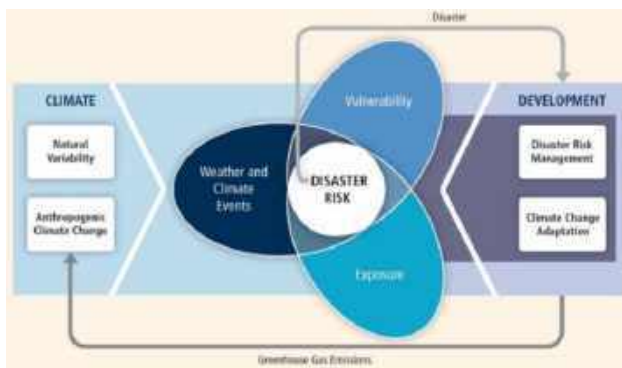 Disaster
CLIMATE
Natural
Variability
Anthropogenic
Climate Change
Weather and
Climate
Events
Vulnerability
DISASTER
RISK
Exposure
DEVELOPMENT
Disaster Risk
Management
Climate Change
Adaptation
Greenhouse Gas Emissions